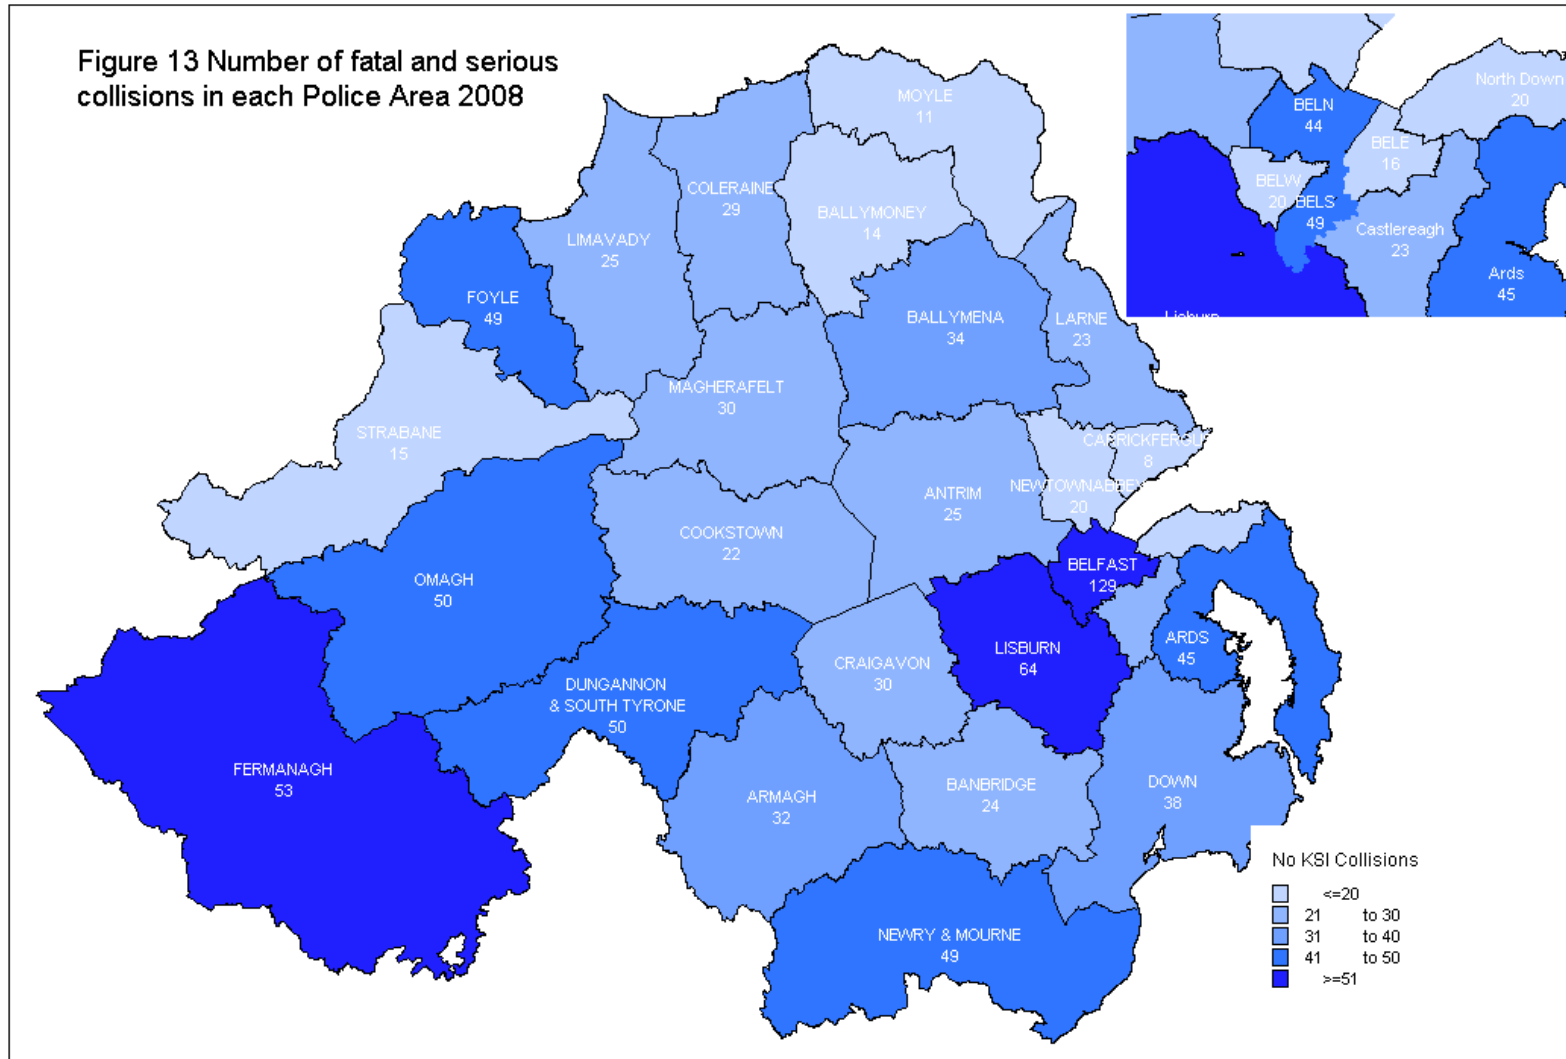 Figure 13 Number of fatal and serious
collisions in each Police Area 2008
MOYLE
11
COLERAINE
29
BALLYMONEY
14
LIMAVADY
25
FOYLE
49
BALLYMENA
34
LARNE
23
MAGHERAFELT
30
STRABANE
15
CARRICKFERGUS
8
ANTRIM
25
NEWTOWNABBEY
20
COOKSTOWN
22
OMAGH
50
BELFAST
129
LISBURN
64
ARDS
45
CRAIGAVON
30
DUNGANNON
& SOUTH TYRONE
50
FERMANAGH
53
ARMAGH
32
BANBRIDGE
24
DOWN
38
NEWRY & MOURNE
49
North Down
20
BELN
44
BELE
16
BELW
20
BELS
49
Castlereagh
23
Ards
45
Lisburn
No KSI Collisions
<=20
21 to 30
31 to 40
41 to 50
>=51